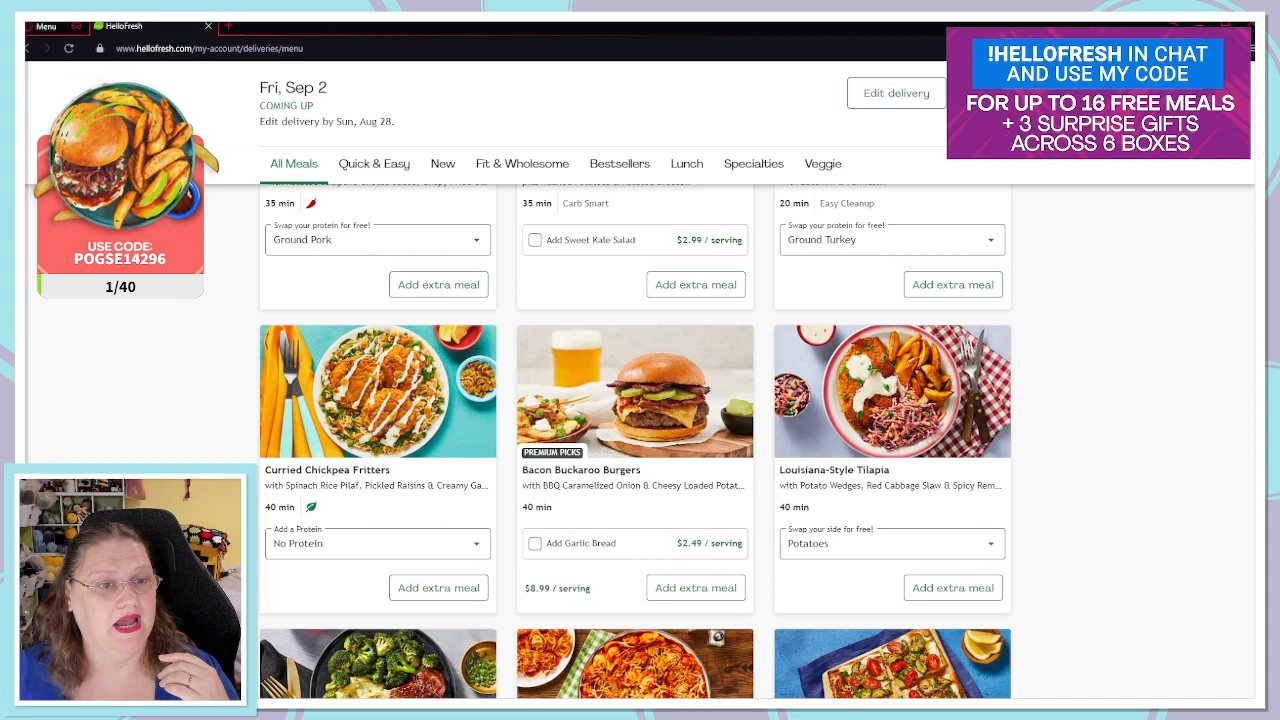 Menu
HelloFresh
www.hellofresh.com/my-account/deliveries/menu
!HELLOFRESH IN CHAT
AND USE MY CODE
FOR UP TO 16 FREE MEALS
+ 3 SURPRISE GIFTS
ACROSS 6 BOXES
Fri, Sep 2
COMING UP
Edit delivery by Sun, Aug 28.
Edit delivery
All Meals Quick & Easy New Fit & Wholesome Bestsellers Lunch Specialties Veggie
USE CODE:
POGSE14296
1/40
35 min
Swap your protein for free!
Ground Pork
Add extra meal
35 min Carb Smart
Add Sweet Kale Salad $2.99 / serving
Add extra meal
20 min Easy Cleanup
Swap your protein for free!
Ground Turkey
Add extra meal
Curried Chickpea Fritters
with Spinach Rice Pilaf, Pickled Raisins & Creamy Ga...
40 min
Add a Protein
No Protein
Add extra meal
PREMIUM PICKS
Bacon Buckaroo Burgers
with BBQ Caramelized Onion & Cheesy Loaded Potat...
40 min
Add Garlic Bread $2.49 / serving
$8.99 / serving Add extra meal
Louisiana-Style Tilapia
with Potato Wedges, Red Cabbage Slaw & Spicy Rem...
40 min
Swap your side for free!
Potatoes
Add extra meal